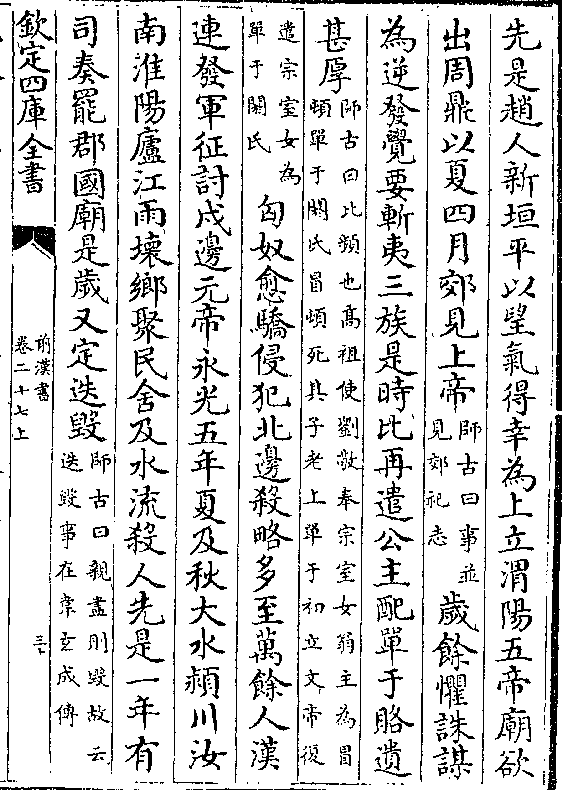 先是趙人新垣平以望氣得幸為上立渭陽五帝廟欲
出周鼎以夏四月郊見上帝師古曰事並見郊祀志歲餘懼誅謀
為逆發覺要斬夷三族是時比再遣公主配單于賂遺
甚厚師古曰比頻也髙祖使劉敬奉宗室女翁主為冒頓單于閼氏冒頓死其子老上單于初立文帝復
遣宗室女為單于閼氏匈奴愈驕侵犯北邊殺略多至萬餘人漢
連發軍征討戍邊元帝永光五年夏及秋大水潁川汝
南淮陽廬江雨壞鄉聚民舍及水流殺人先是一年有
司奏罷郡國廟是歲又定迭毀師古曰親盡則毀故云迭毀事在韋玄成傳
欽定四庫全書
前漢書
卷二十七上
三十